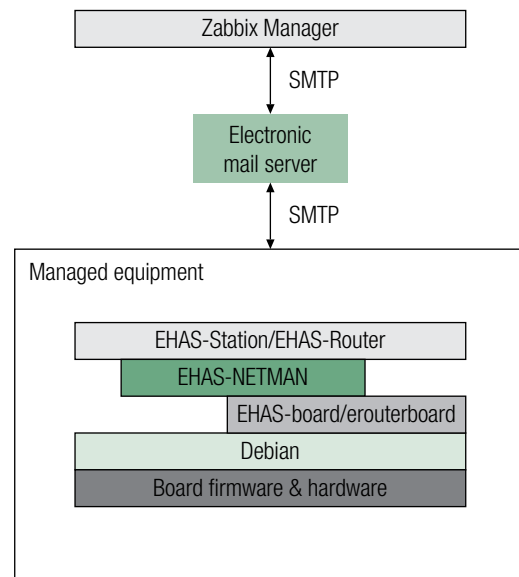 Zabbix Manager
SMTP
Electronic
mail server
SMTP
Managed equipment
EHAS-Station/EHAS-Router
EHAS-NETMAN
EHAS-board/erouterboard
Debian
Board firmware & hardware